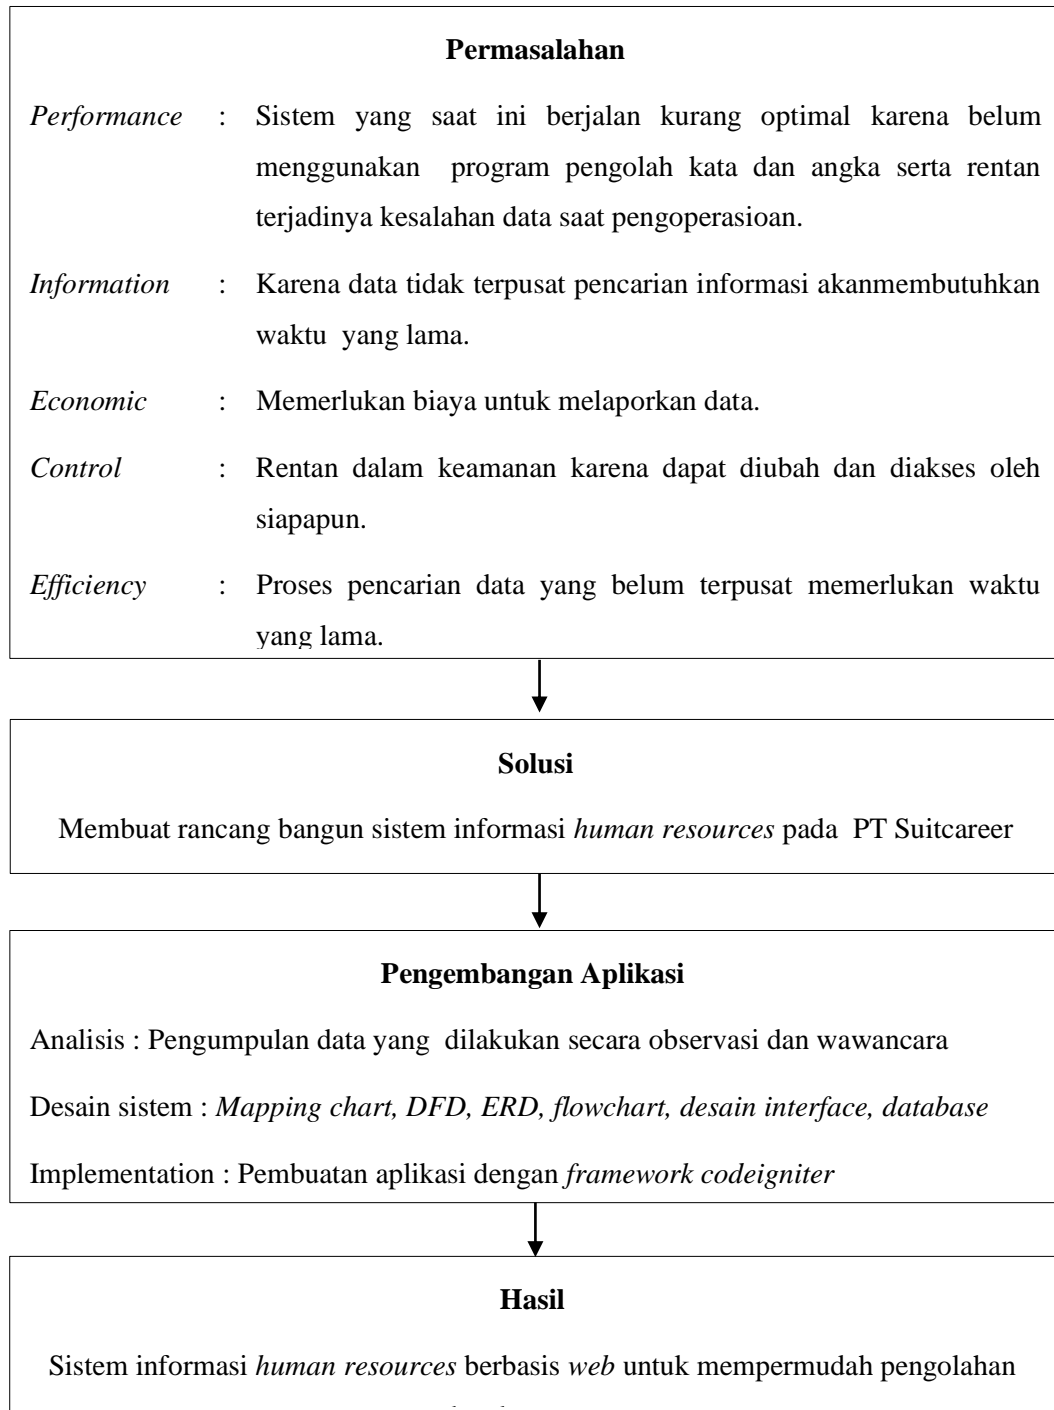 Permasalahan
Performance : Sistem yang saat ini berjalan kurang optimal karena belum
menggunakan program pengolah kata dan angka serta rentan
terjadinya kesalahan data saat pengoperasioan.
Information : Karena data tidak terpusat pencarian informasi akanmembutuhkan
waktu yang lama.
Economic : Memerlukan biaya untuk melaporkan data.
Control : Rentan dalam keamanan karena dapat diubah dan diakses oleh
siapapun.
Efficiency : Proses pencarian data yang belum terpusat memerlukan waktu
yang lama.
Solusi
Membuat rancang bangun sistem informasi human resources pada PT Suitcareer
Pengembangan Aplikasi
Analisis : Pengumpulan data yang dilakukan secara observasi dan wawancara
Desain sistem : Mapping chart, DFD, ERD, flowchart, desain interface, database
Implementation : Pembuatan aplikasi dengan framework codeigniter
Hasil
Sistem informasi human resources berbasis web untuk mempermudah pengolahan